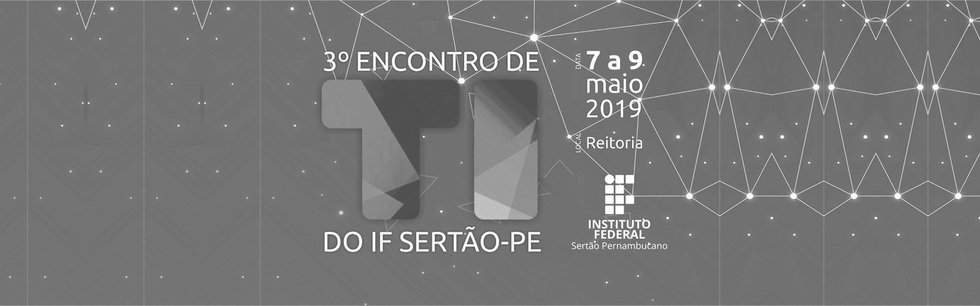 3º ENCONTRO DE
TI
DO IF SERTÃO-PE
DATA
7 a 9
maio
2019
LOCAL
Reitoria
INSTITUTO
FEDERAL
Sertão Pernambucano